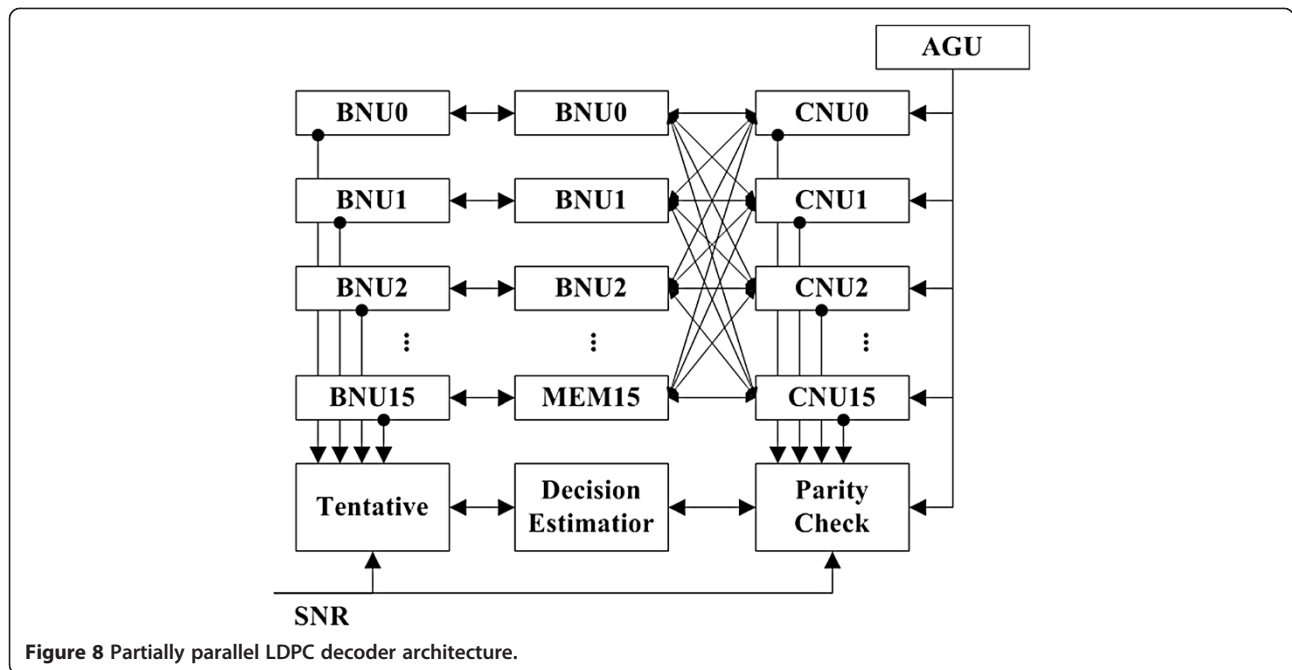 AGU
BNU0 BNU0 CNU0
BNU1 BNU1 CNU1
BNU2 BNU2 CNU2
... ... ...
BNU15 MEM15 CNU15
Tentative
Decision
Estimatior
Parity
Check
SNR
Figure 8 Partially parallel LDPC decoder architecture.